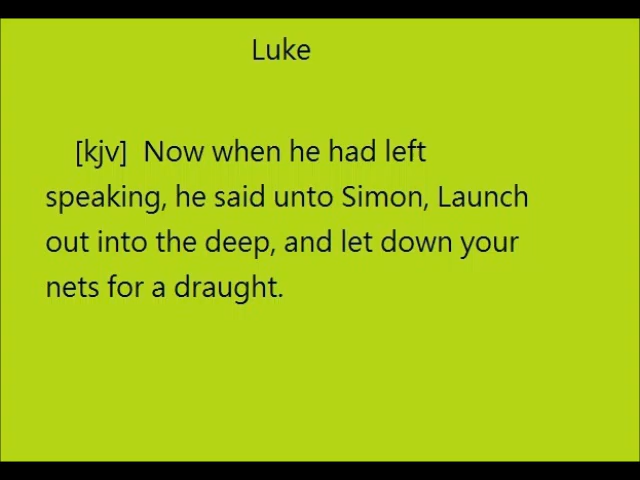 Luke
[kjv]  Now when he had left
speaking, he said unto Simon, Launch
out into the deep, and let down your
nets for a draught.